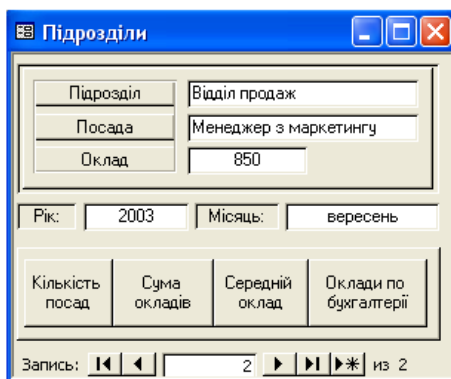 Підрозділи
Підрозділ Відділ продаж
Посада Менеджер з маркетингу
Оклад 850
Рік: 2003 Місяць: вересень
Кількість посад Сума окладів Середній оклад Оклади по бухгалтерії
Запись: 2 из 2